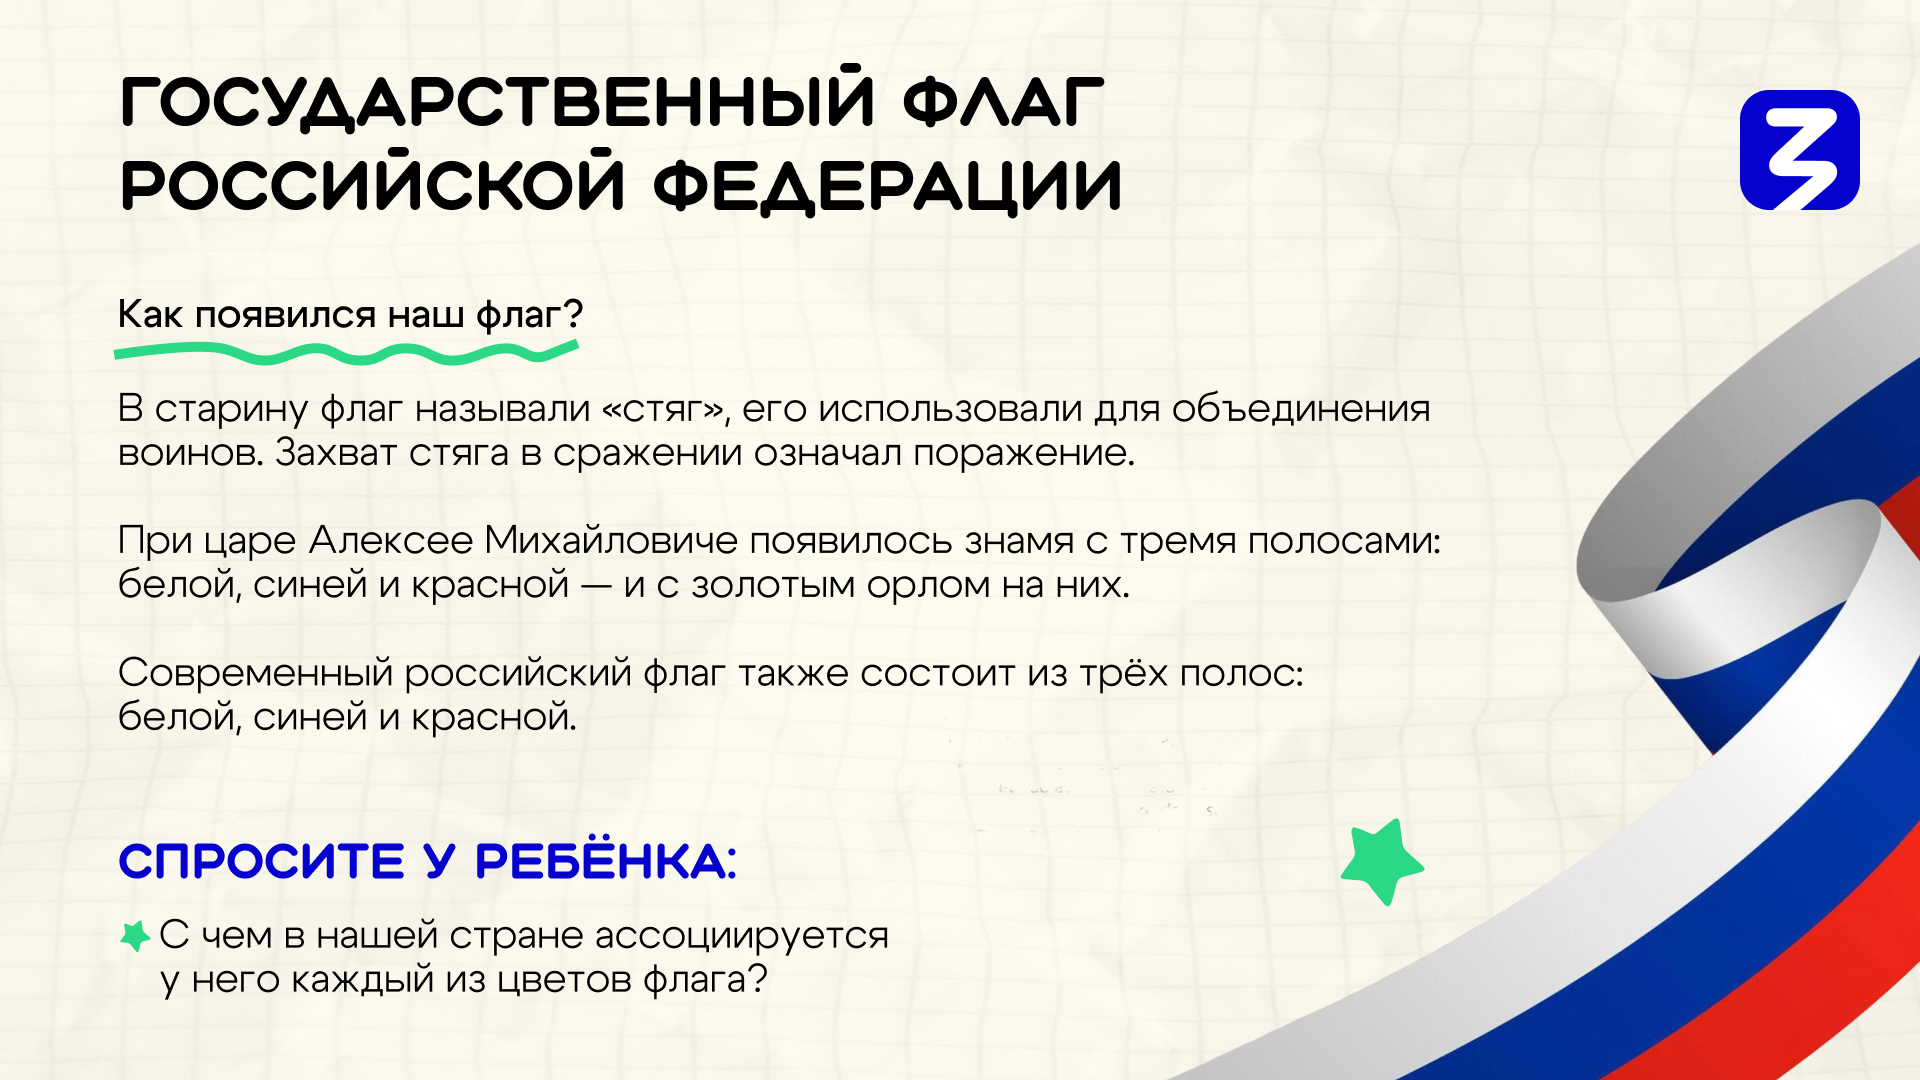 ГОСУДАРСТВЕННЫЙ ФЛАГ
РОССИЙСКОЙ ФЕДЕРАЦИИ
Как появился наш флаг?
В старину флаг называли «стяг», его использовали для объединения
воинов. Захват стяга в сражении означал поражение.
При царе Алексее Михайловиче появилось знамя с тремя полосами:
белой, синей и красной — и с золотым орлом на них.
Современный российский флаг также состоит из трёх полос:
белой, синей и красной.
СПРОСИТЕ У РЕБЁНКА:
С чем в нашей стране ассоциируется
у него каждый из цветов флага?